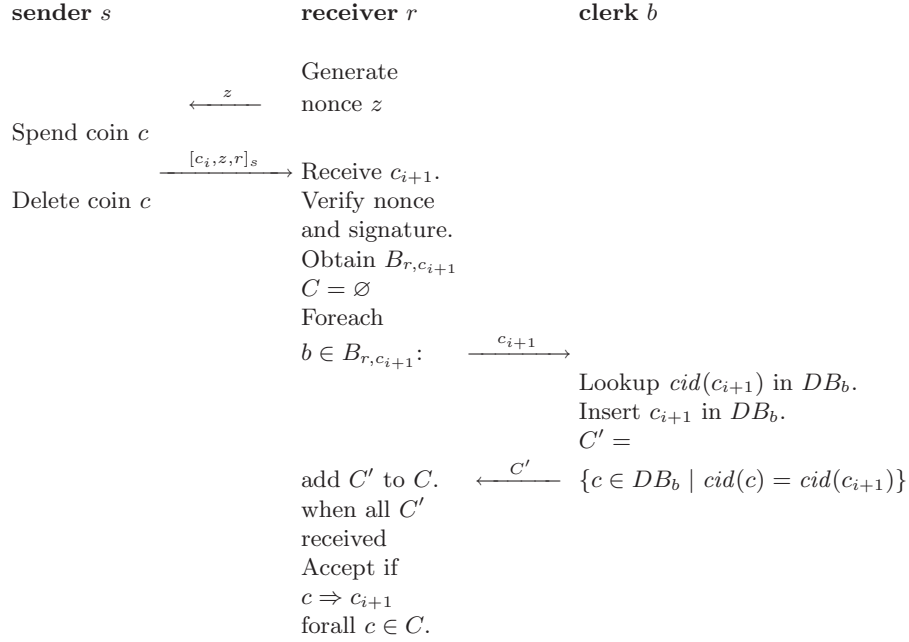 sender s receiver r clerk b
Generate
z nonce z
Spend coin c
[c_i,z,r]_s Receive c_{i+1}.
Delete coin c Verify nonce
and signature.
Obtain B_{r,c_{i+1}}
C = ∅
Foreach
b ∈ B_{r,c_{i+1}}: c_{i+1}
Lookup cid(c_{i+1}) in DB_b.
Insert c_{i+1} in DB_b.
C′ =
add C′ to C. C′ {c ∈ DB_b | cid(c) = cid(c_{i+1})}
when all C′
received
Accept if
c ⇒ c_{i+1}
forall c ∈ C.